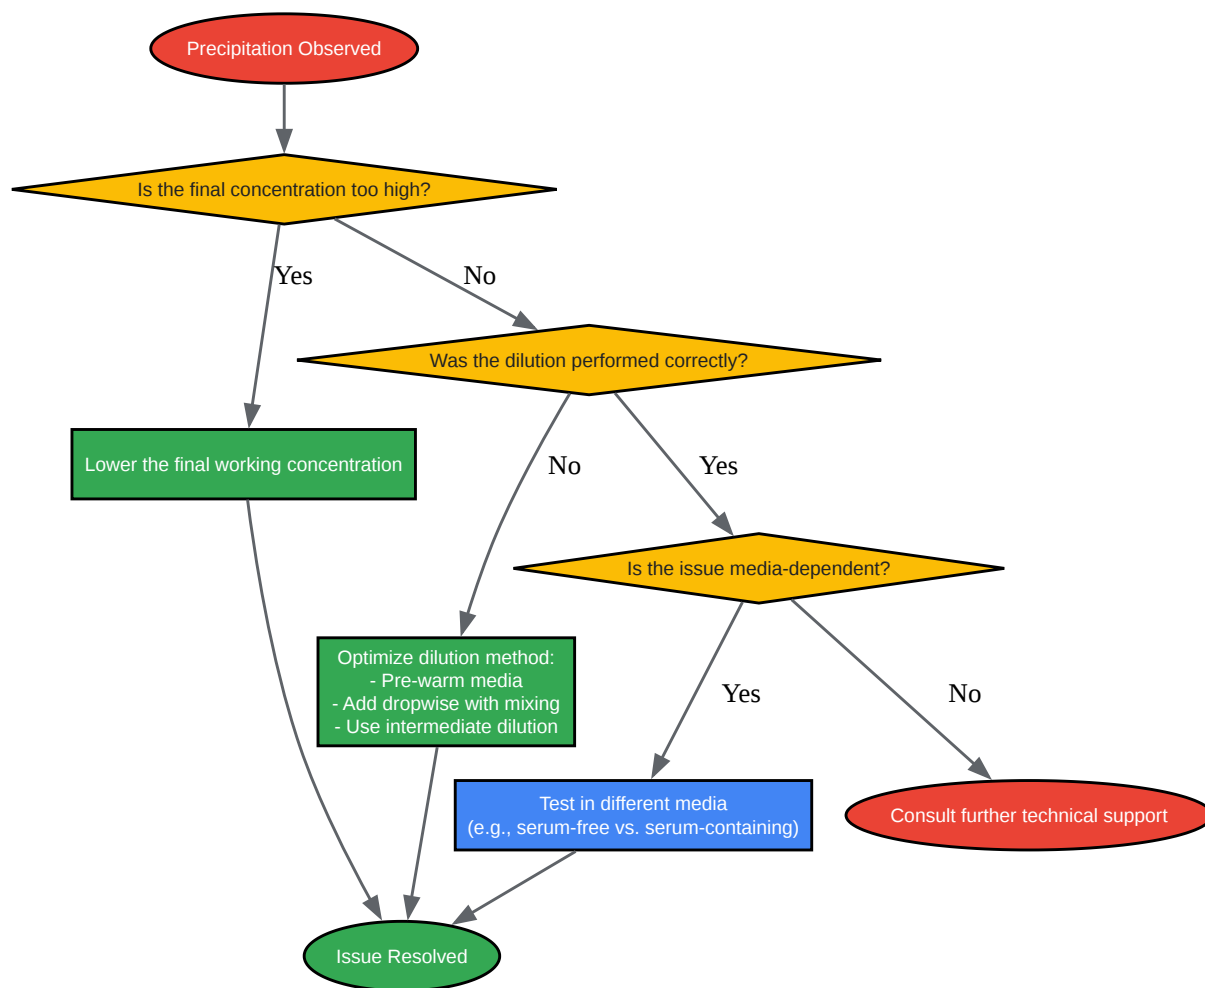 Precipitation Observed
Is the final concentration too high?
Yes
No
Was the dilution performed correctly?
Lower the final working concentration
No
Yes
Is the issue media-dependent?
Optimize dilution method:
- Pre-warm media
- Add dropwise with mixing
- Use intermediate dilution
Yes
No
Test in different media
(e.g., serum-free vs. serum-containing)
Consult further technical support
Issue Resolved